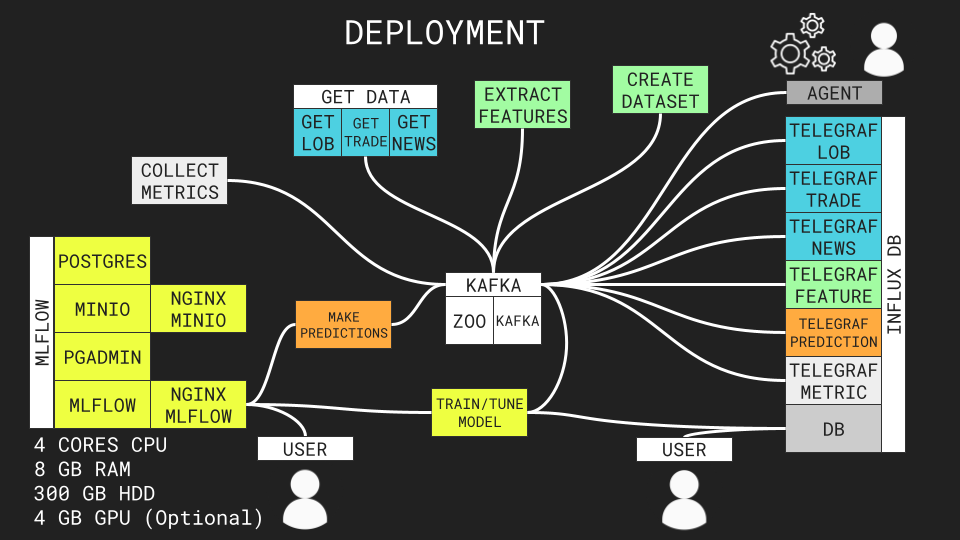 DEPLOYMENT
GET DATA
GET
LOB
GET
TRADE
GET
NEWS
EXTRACT
FEATURES
CREATE
DATASET
AGENT
COLLECT
METRICS
TELEGRAF
LOB
TELEGRAF
TRADE
TELEGRAF
NEWS
TELEGRAF
FEATURE
TELEGRAF
PREDICTION
TELEGRAF
METRIC
DB
INFLUX DB
KAFKA
ZOO
KAFKA
MLFLOW
POSTGRES
MINIO
NGINX
MINIO
PGADMIN
MLFLOW
NGINX
MLFLOW
MAKE
PREDICTIONS
TRAIN/TUNE
MODEL
USER
USER
4 CORES CPU
8 GB RAM
300 GB HDD
4 GB GPU (Optional)